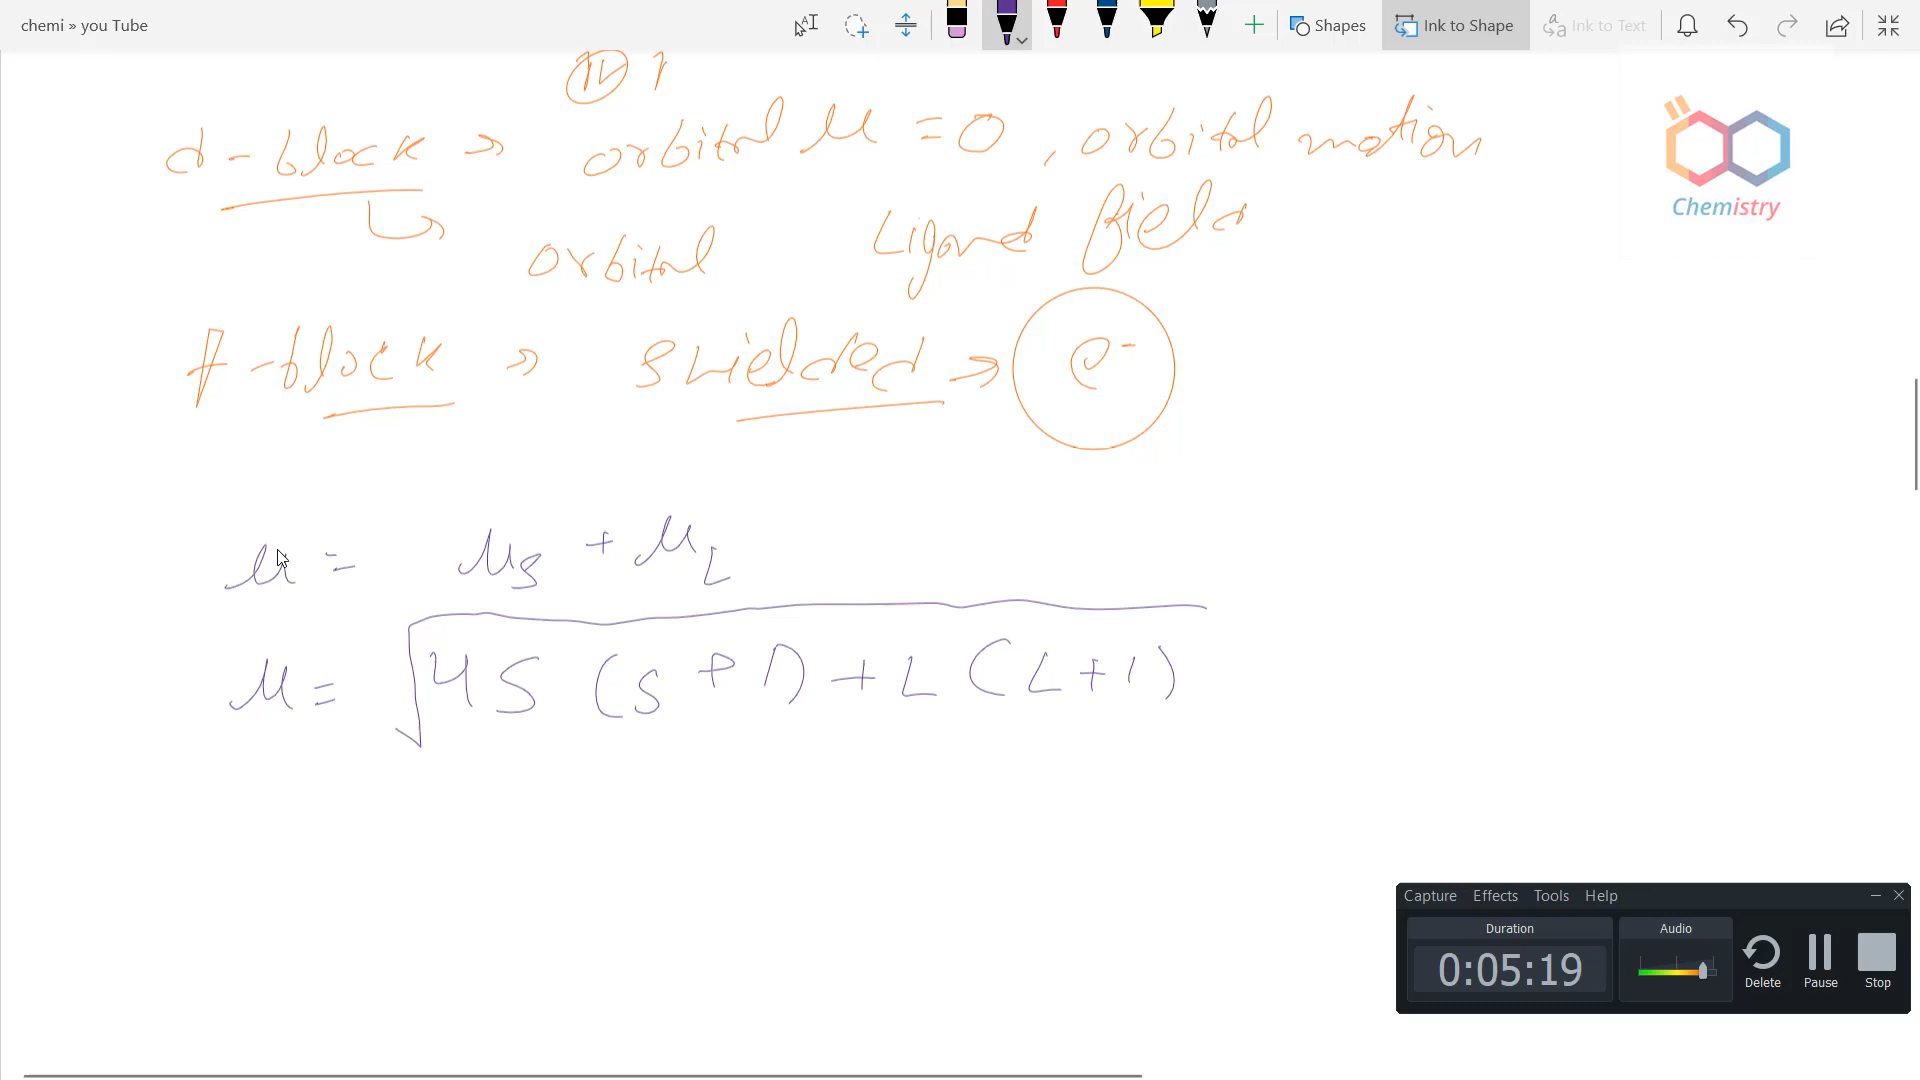 chemi » you Tube
Shapes
Ink to Shape
Ink to Text
IV
d-block → orbital μ = 0, orbital motion
orbital Ligand field
Chemistry
f-block → shielded → e⁻
μ = μs + μL
μ = √4S (S+1) + L (L+1)
Capture Effects Tools Help
Duration
Audio
0:05:19
Delete
Pause
Stop